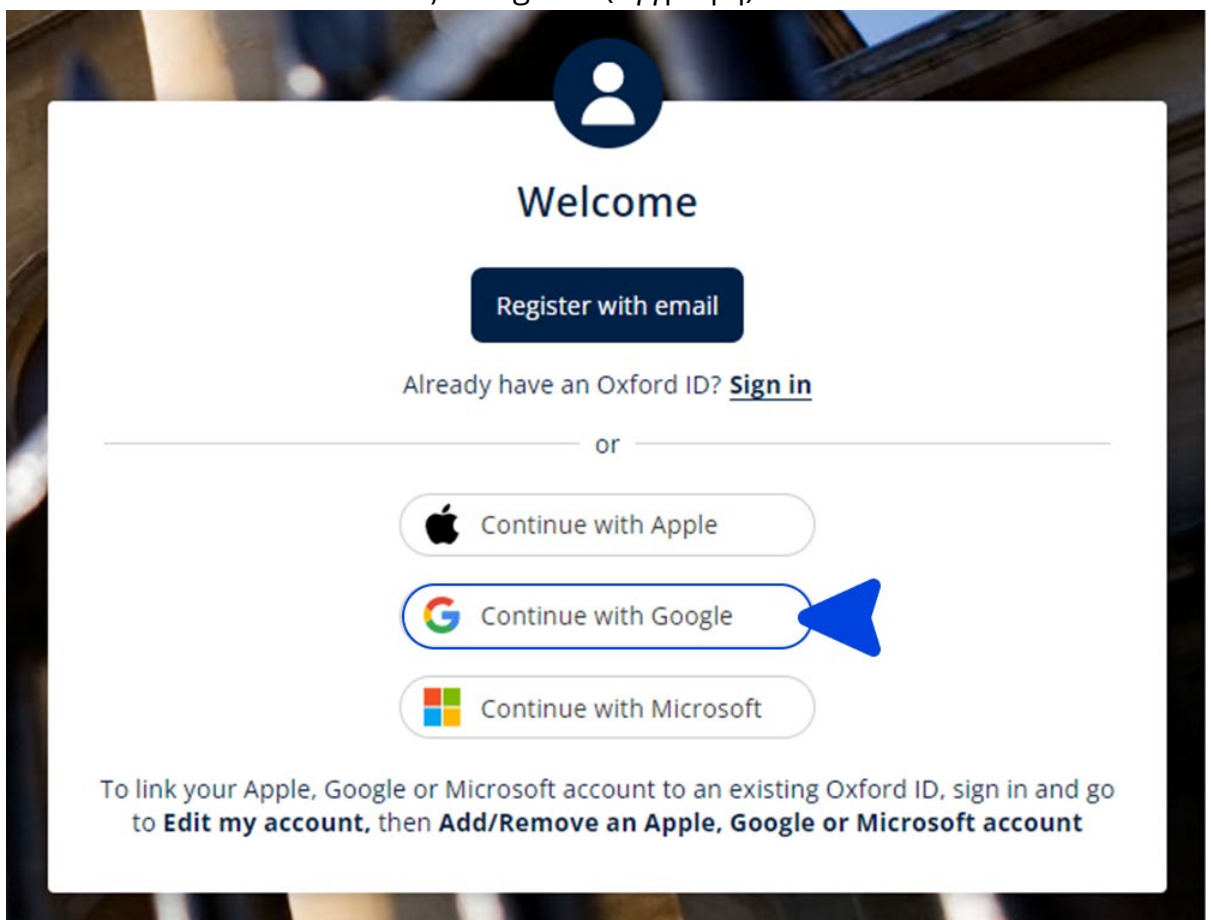 Welcome
Register with email
Already have an Oxford ID? Sign in
or
Continue with Apple
Continue with Google
Continue with Microsoft
To link your Apple, Google or Microsoft account to an existing Oxford ID, sign in and go
to Edit my account, then Add/Remove an Apple, Google or Microsoft account